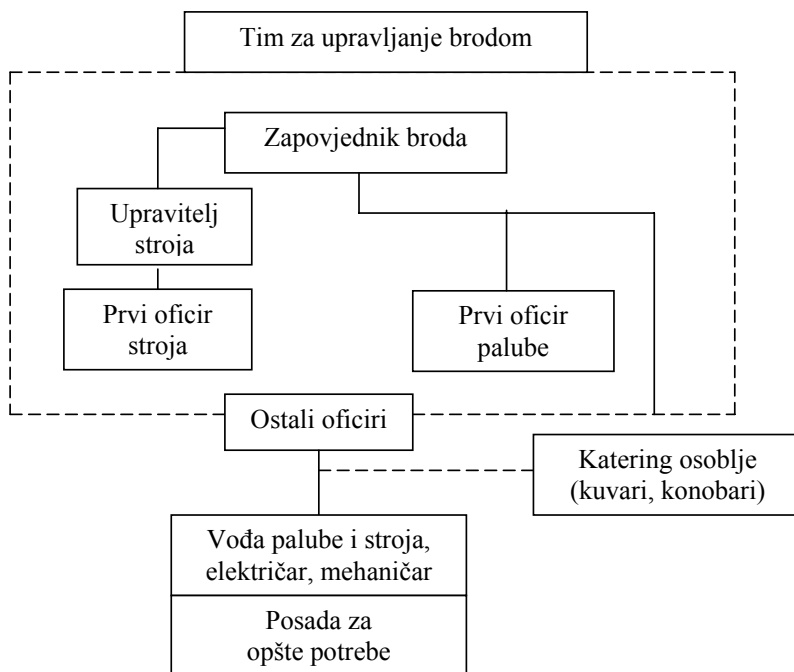 Tim za upravljanje brodom
Zapovjednik broda
Upravitelj
stroja
Prvi oficir
stroja
Prvi oficir
palube
Ostali oficiri
Katering osoblje
(kuvari, konobari)
Vođa palube i stroja,
električar, mehaničar
Posada za
opšte potrebe